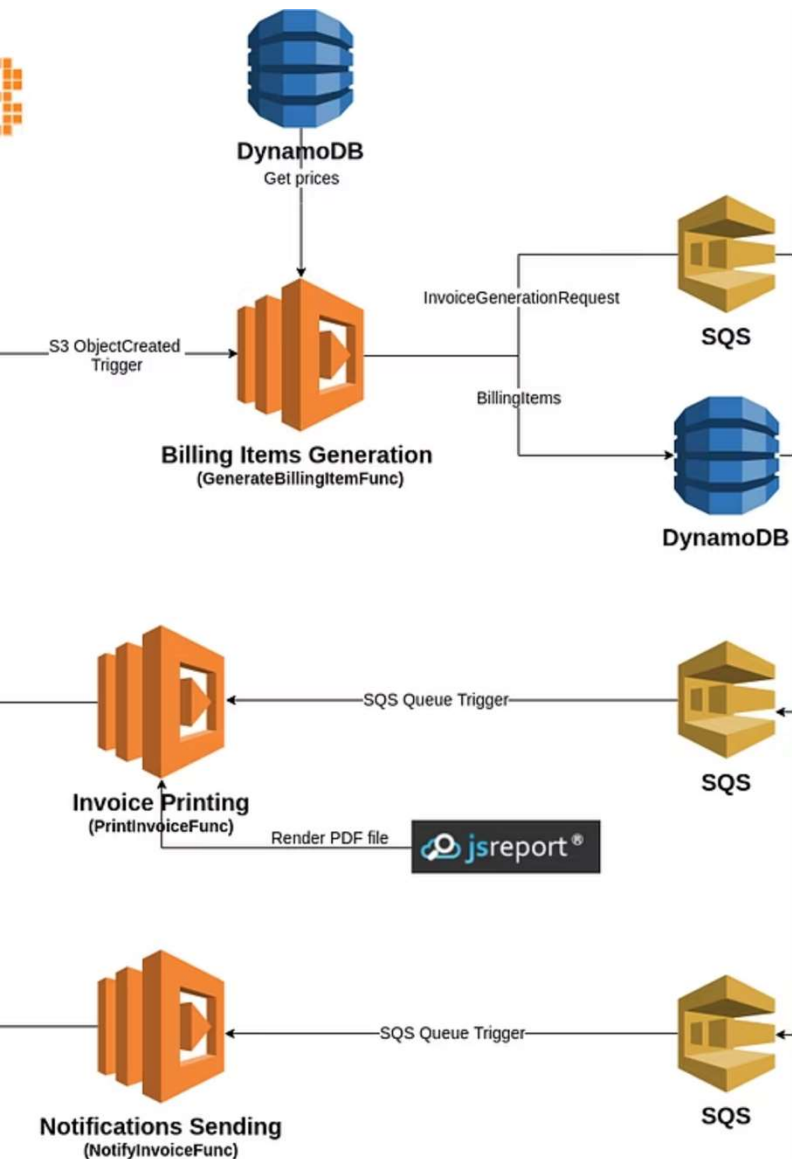 DynamoDB
Get prices
InvoiceGenerationRequest
SQS
S3 ObjectCreated
Trigger
BillingItems
Billing Items Generation
(GenerateBillingItemFunc)
DynamoDB
SQS Queue Trigger
SQS
Invoice Printing
(PrintInvoiceFunc)
Render PDF file
jsreport®
SQS Queue Trigger
SQS
Notifications Sending
(NotifyInvoiceFunc)